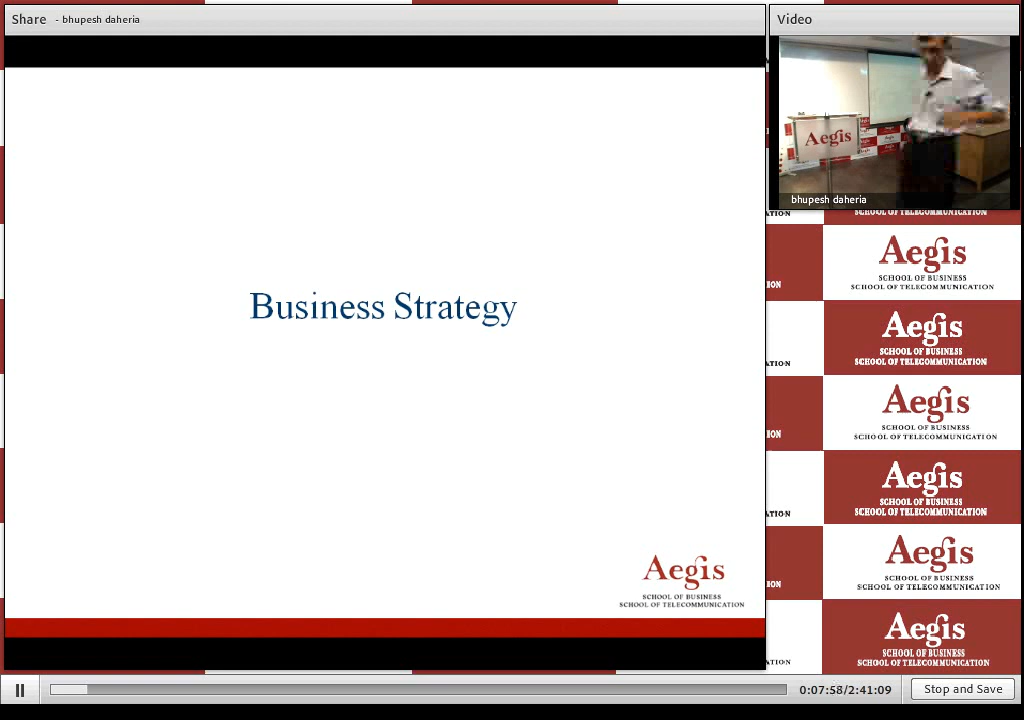 Share - bhupesh daheria
Video
Aegis
bhupesh daheria
Business Strategy
Aegis
SCHOOL OF BUSINESS
SCHOOL OF TELECOMMUNICATION
SCHOOL OF TELECOMMUNICATION
Aegis
SCHOOL OF BUSINESS
SCHOOL OF TELECOMMUNICATION
Aegis
SCHOOL OF BUSINESS
SCHOOL OF TELECOMMUNICATION
Aegis
SCHOOL OF BUSINESS
SCHOOL OF TELECOMMUNICATION
Aegis
SCHOOL OF BUSINESS
SCHOOL OF TELECOMMUNICATION
Aegis
SCHOOL OF BUSINESS
SCHOOL OF TELECOMMUNICATION
Aegis
SCHOOL OF BUSINESS
SCHOOL OF TELECOMMUNICATION
0:07:58/2:41:09
Stop and Save